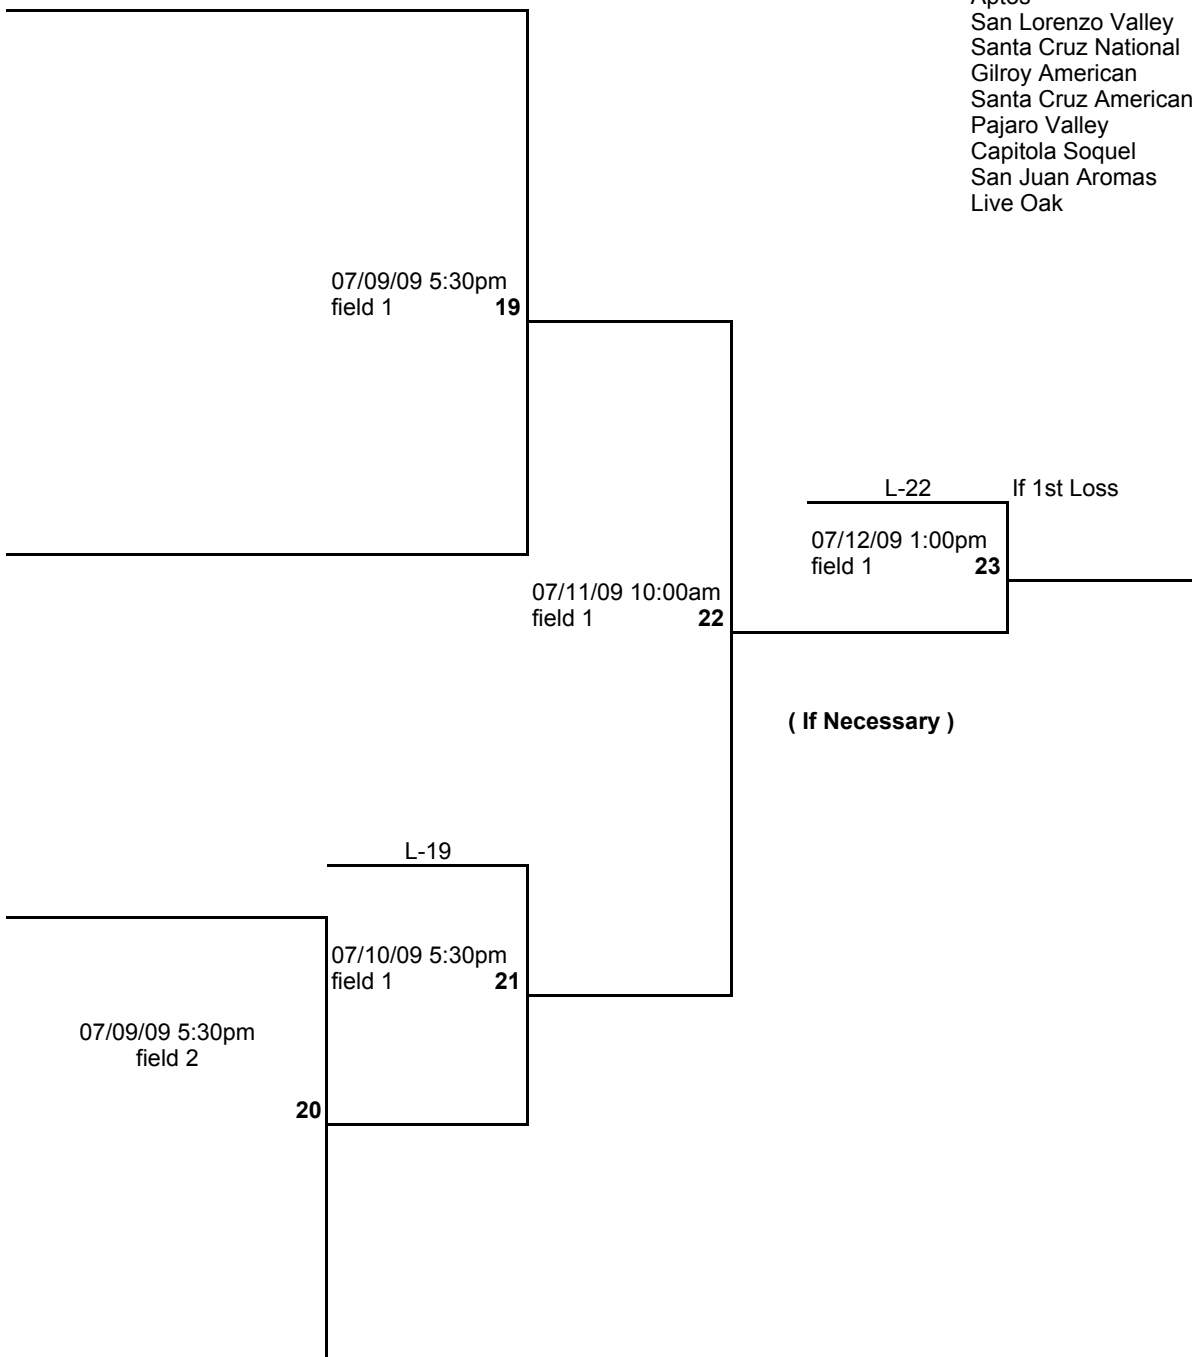 Aptos
San Lorenzo Valley
Santa Cruz National
Gilroy American
Santa Cruz American
Pajaro Valley
Capitola Soquel
San Juan Aromas
Live Oak
07/09/09 5:30pm
field 1 19
L-22 If 1st Loss
07/12/09 1:00pm
field 1 23
07/11/09 10:00am
field 1 22
( If Necessary )
L-19
07/10/09 5:30pm
field 1 21
07/09/09 5:30pm
field 2
20